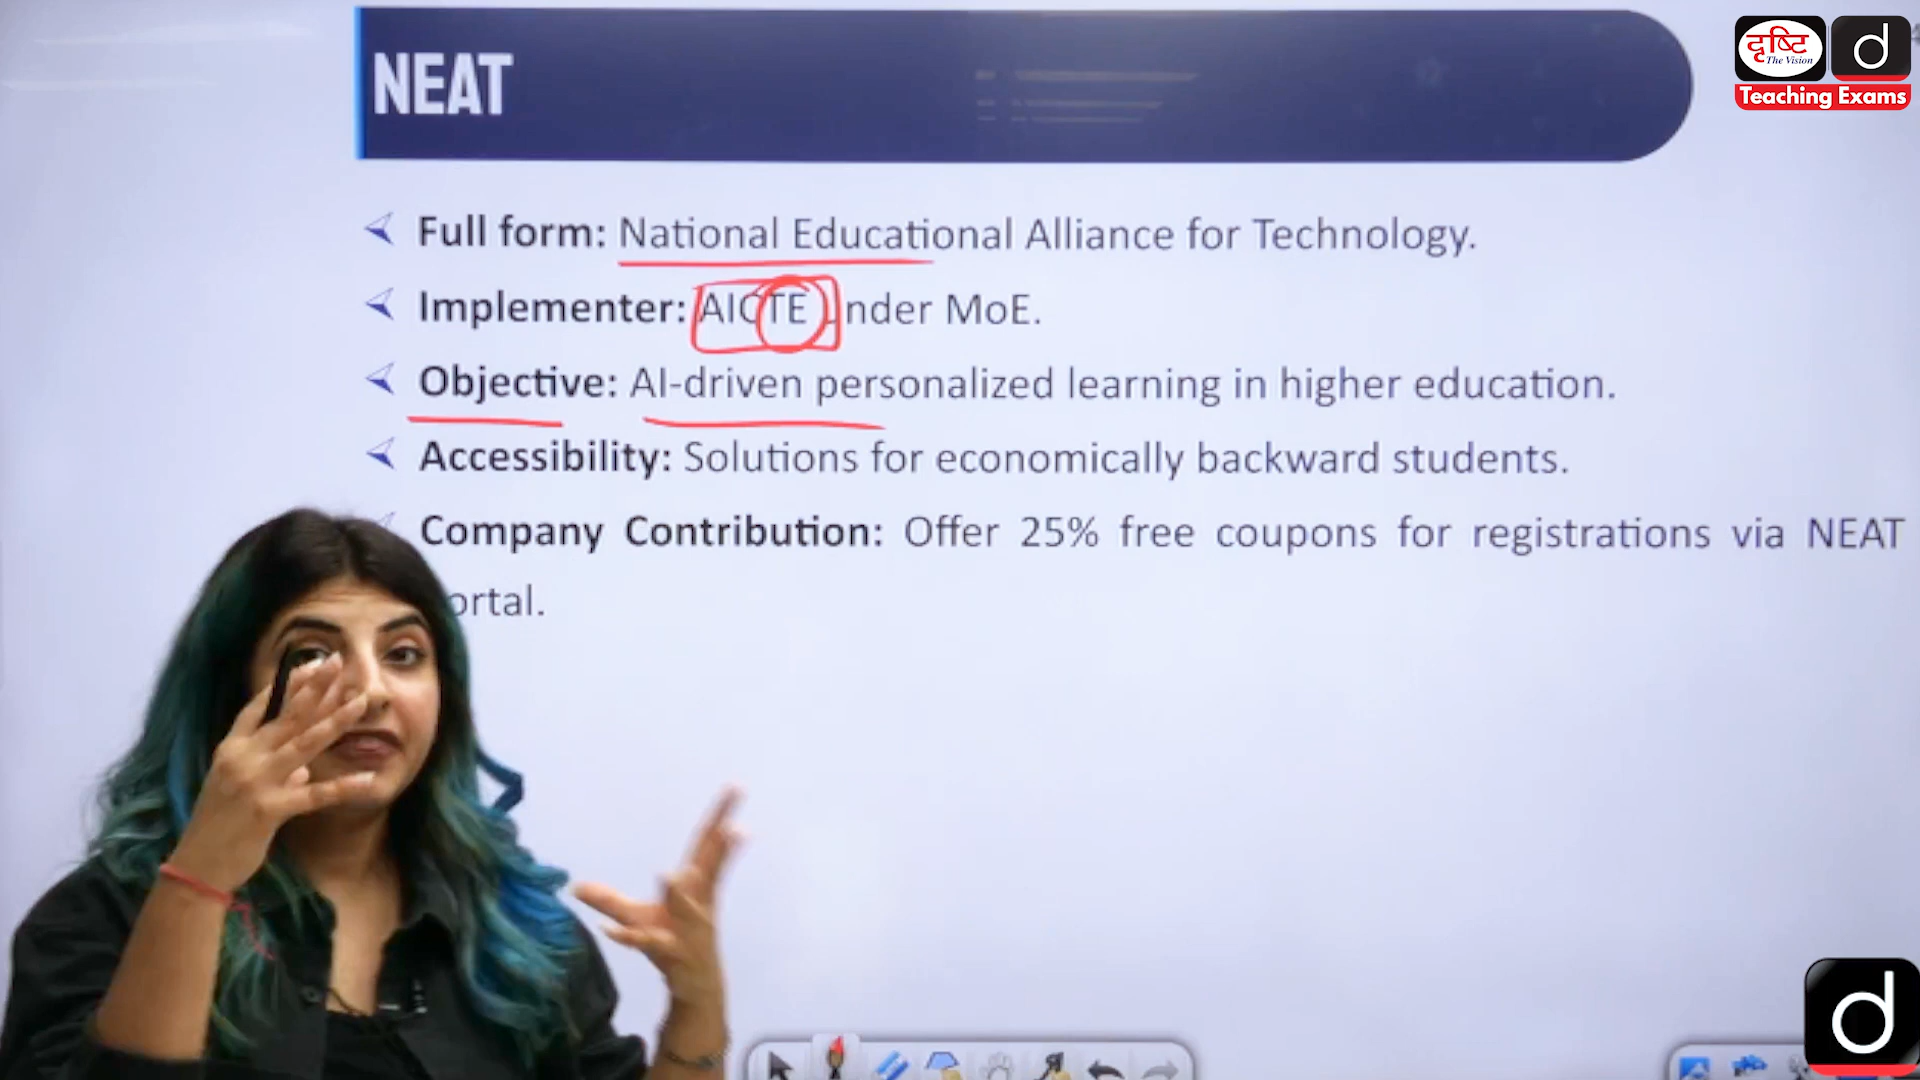 NEAT
दृष्टि
The Vision
d
Teaching Exams
Full form: National Educational Alliance for Technology.
Implementer: AICTE under MoE.
Objective: AI-driven personalized learning in higher education.
Accessibility: Solutions for economically backward students.
Company Contribution: Offer 25% free coupons for registrations via NEAT
ortal.
d